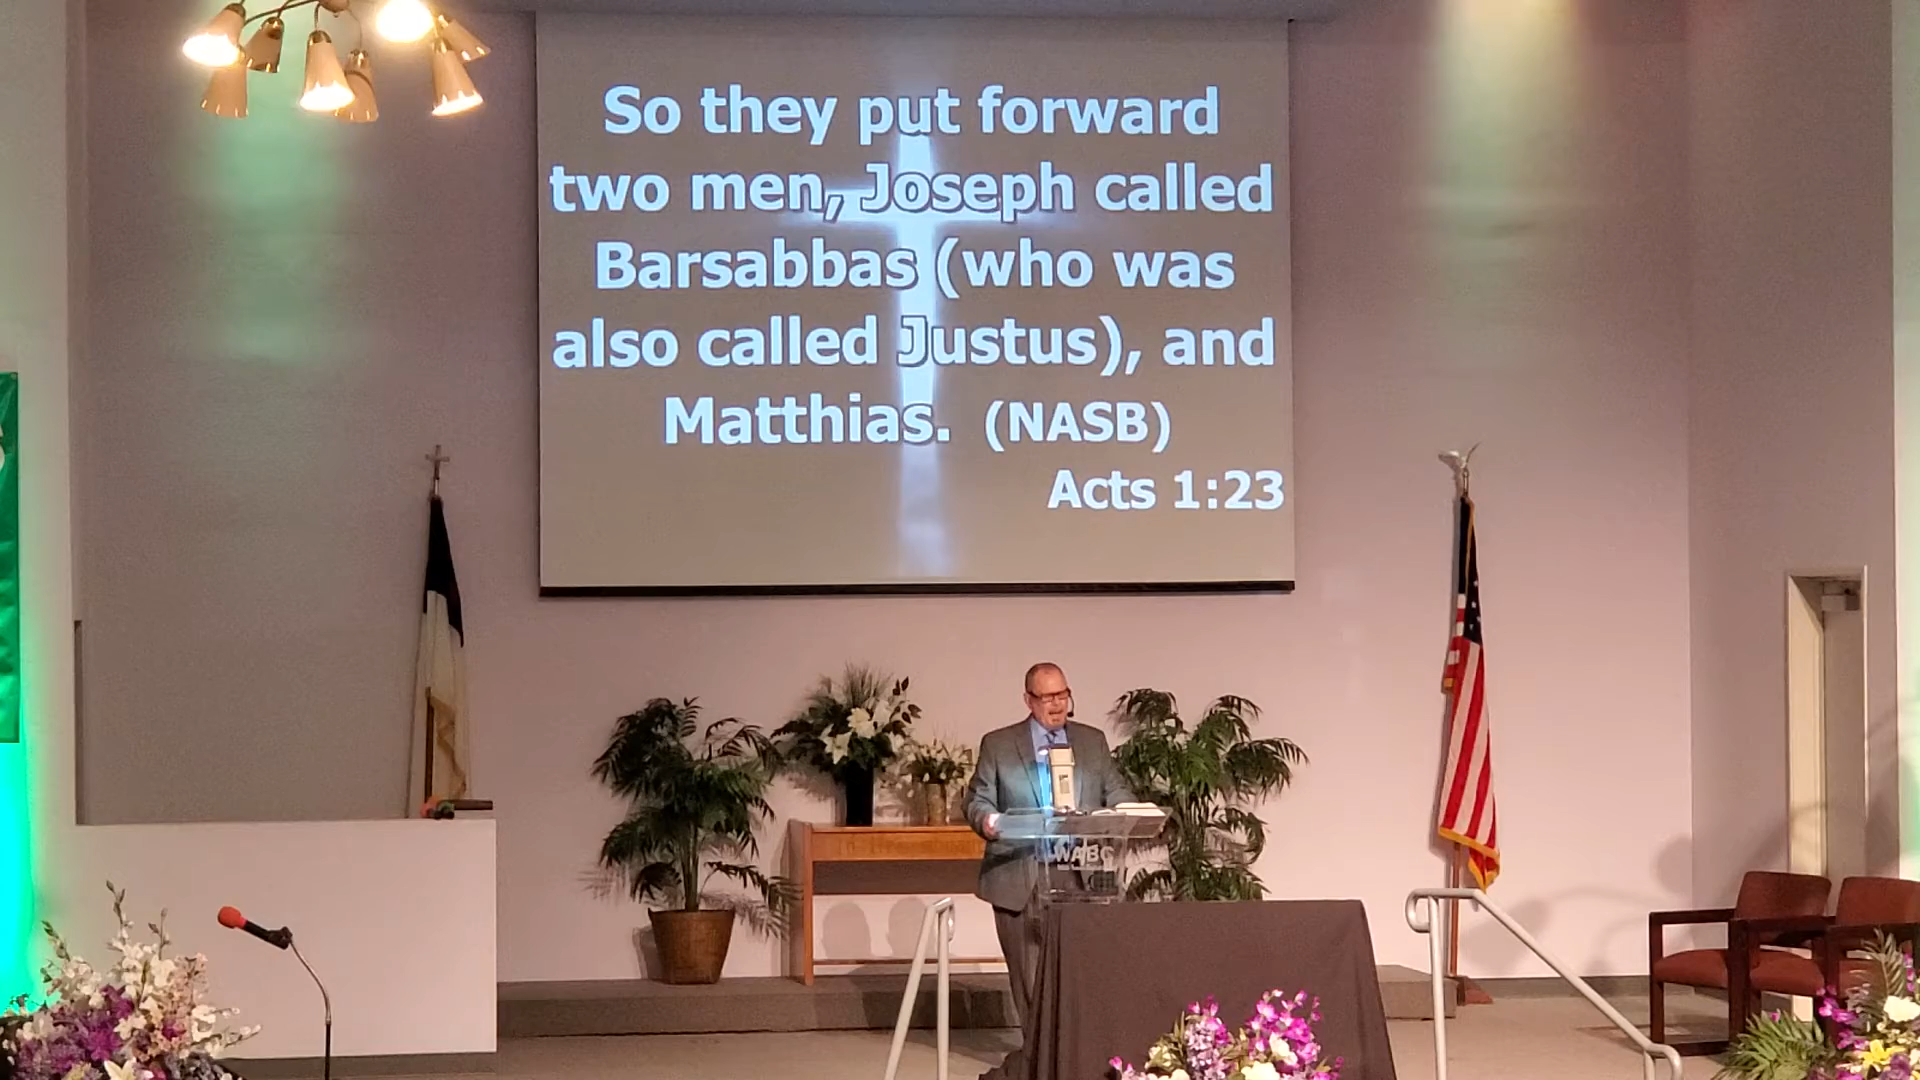 So they put forward
two men, Joseph called
Barsabbas (who was
also called Justus), and
Matthias. (NASB)
Acts 1:23
WABC